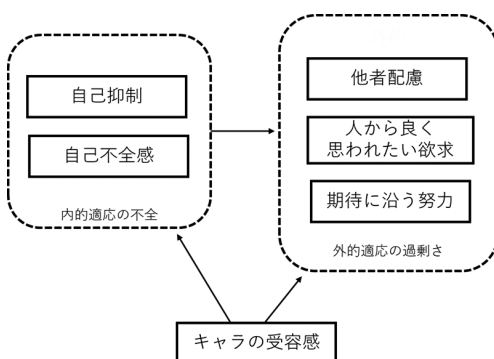 自己抑制
自己不全感
内的適応の不全
他者配慮
人から良く
思われたい欲求
期待に沿う努力
外的適応の過剰さ
キャラの受容感